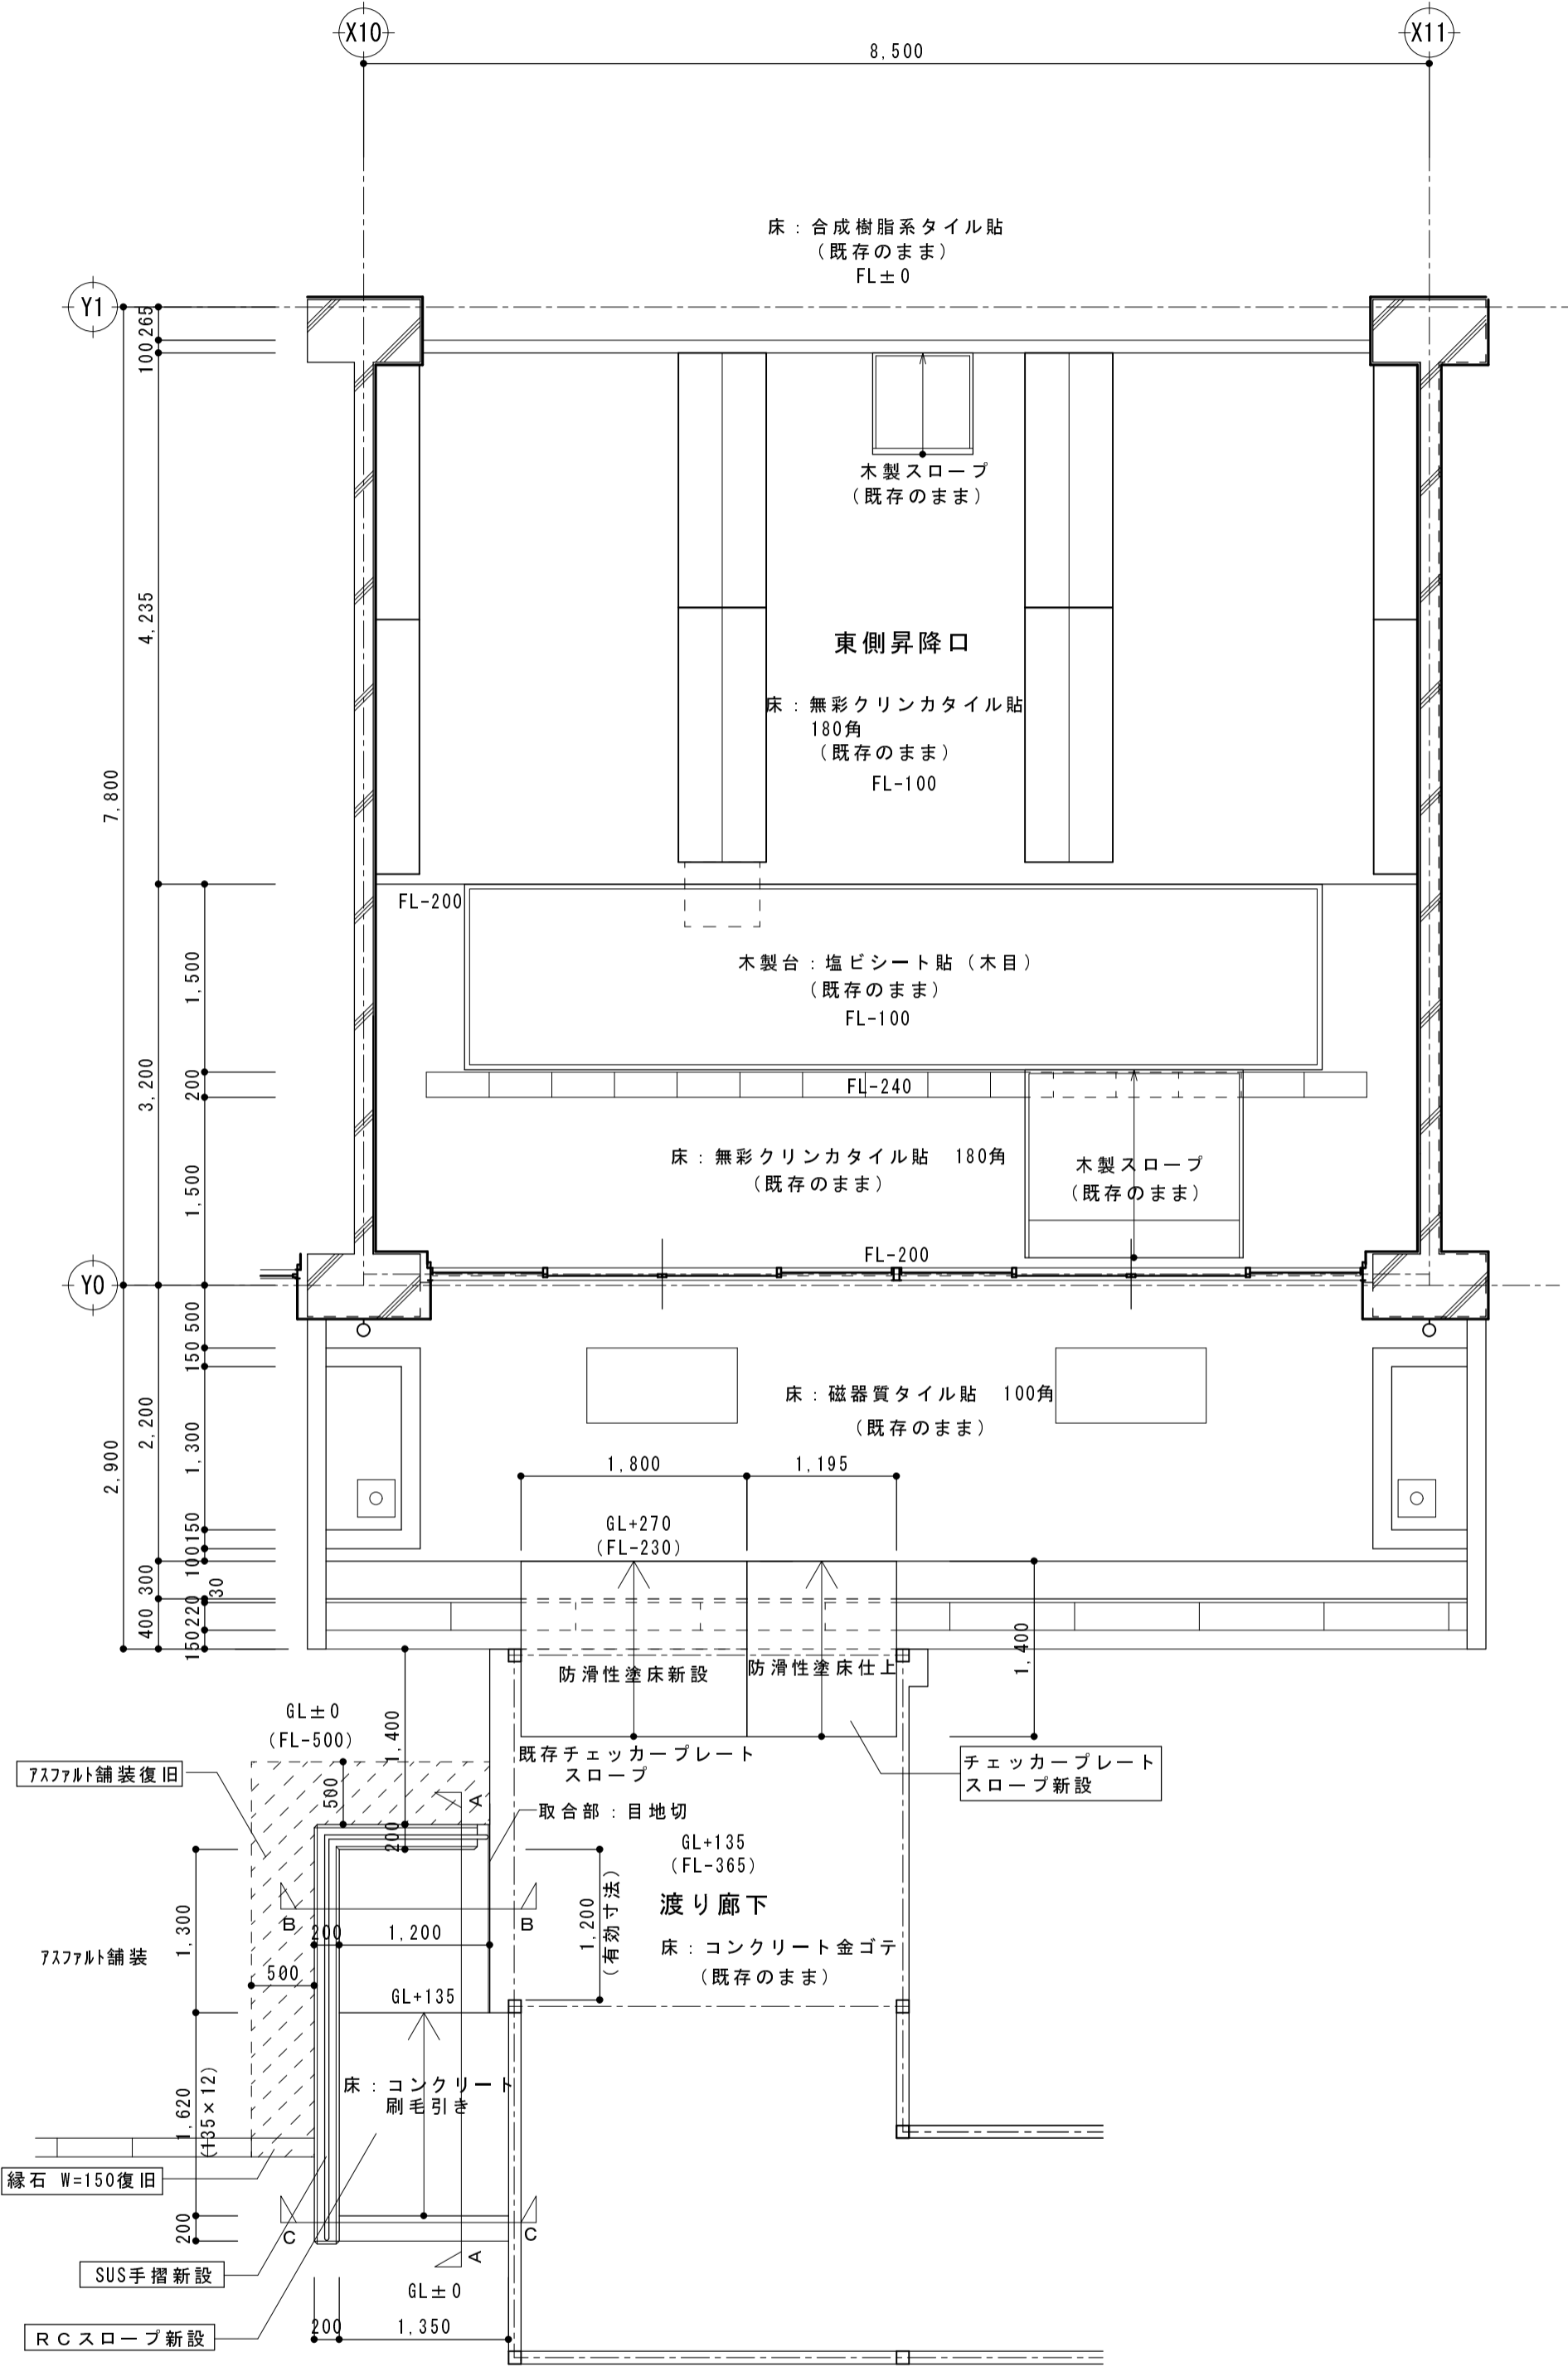 X10
X11
8,500
床：合成樹脂系タイル貼
（既存のまま）
FL±0
Y1
265
100
木製スロープ
（既存のまま）
4,235
東側昇降口
床：無彩クリンカタイル貼
180角
（既存のまま）
FL-100
7,800
FL-200
木製台：塩ビシート貼（木目）
（既存のまま）
FL-100
1,500
3,200
200
FL-240
床：無彩クリンカタイル貼　180角
（既存のまま）
木製スロープ
（既存のまま）
1,500
FL-200
Y0
500
150
床：磁器質タイル貼　100角
（既存のまま）
2,200
1,300
2,900
1,800
1,195
GL+270
(FL-230)
150
100
300
30
220
400
150
1,400
防滑性塗床新設
防滑性塗床仕上
GL±0
(FL-500)
1,400
既存チェッカープレート
スロープ
チェッカープレート
スロープ新設
ｱｽﾌｧﾙﾄ舗装復旧
500
A
取合部：目地切
200
GL+135
(FL-365)
渡り廊下
1,200
（有効寸法）
B
B
1,300
200
1,200
床：コンクリート金ゴテ
（既存のまま）
ｱｽﾌｧﾙﾄ舗装
500
GL+135
床：コンクリート
刷毛引き
1,620
(135×12)
縁石　W=150復旧
200
C
C
A
SUS手摺新設
GL±0
200
1,350
ＲＣスロープ新設